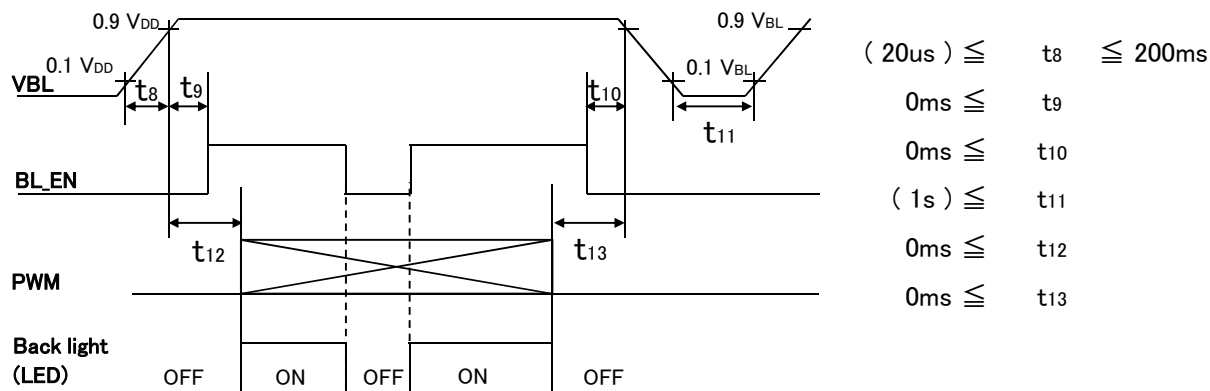 0.9 VDD
0.9 VBL
0.1 VDD
0.1 VBL
VBL
t8
t9
t10
t11
BL_EN
t12
t13
PWM
Back light
(LED)
OFF
ON
OFF
ON
OFF
( 20us ) ≦ t8 ≦ 200ms
0ms ≦ t9
0ms ≦ t10
( 1s ) ≦ t11
0ms ≦ t12
0ms ≦ t13